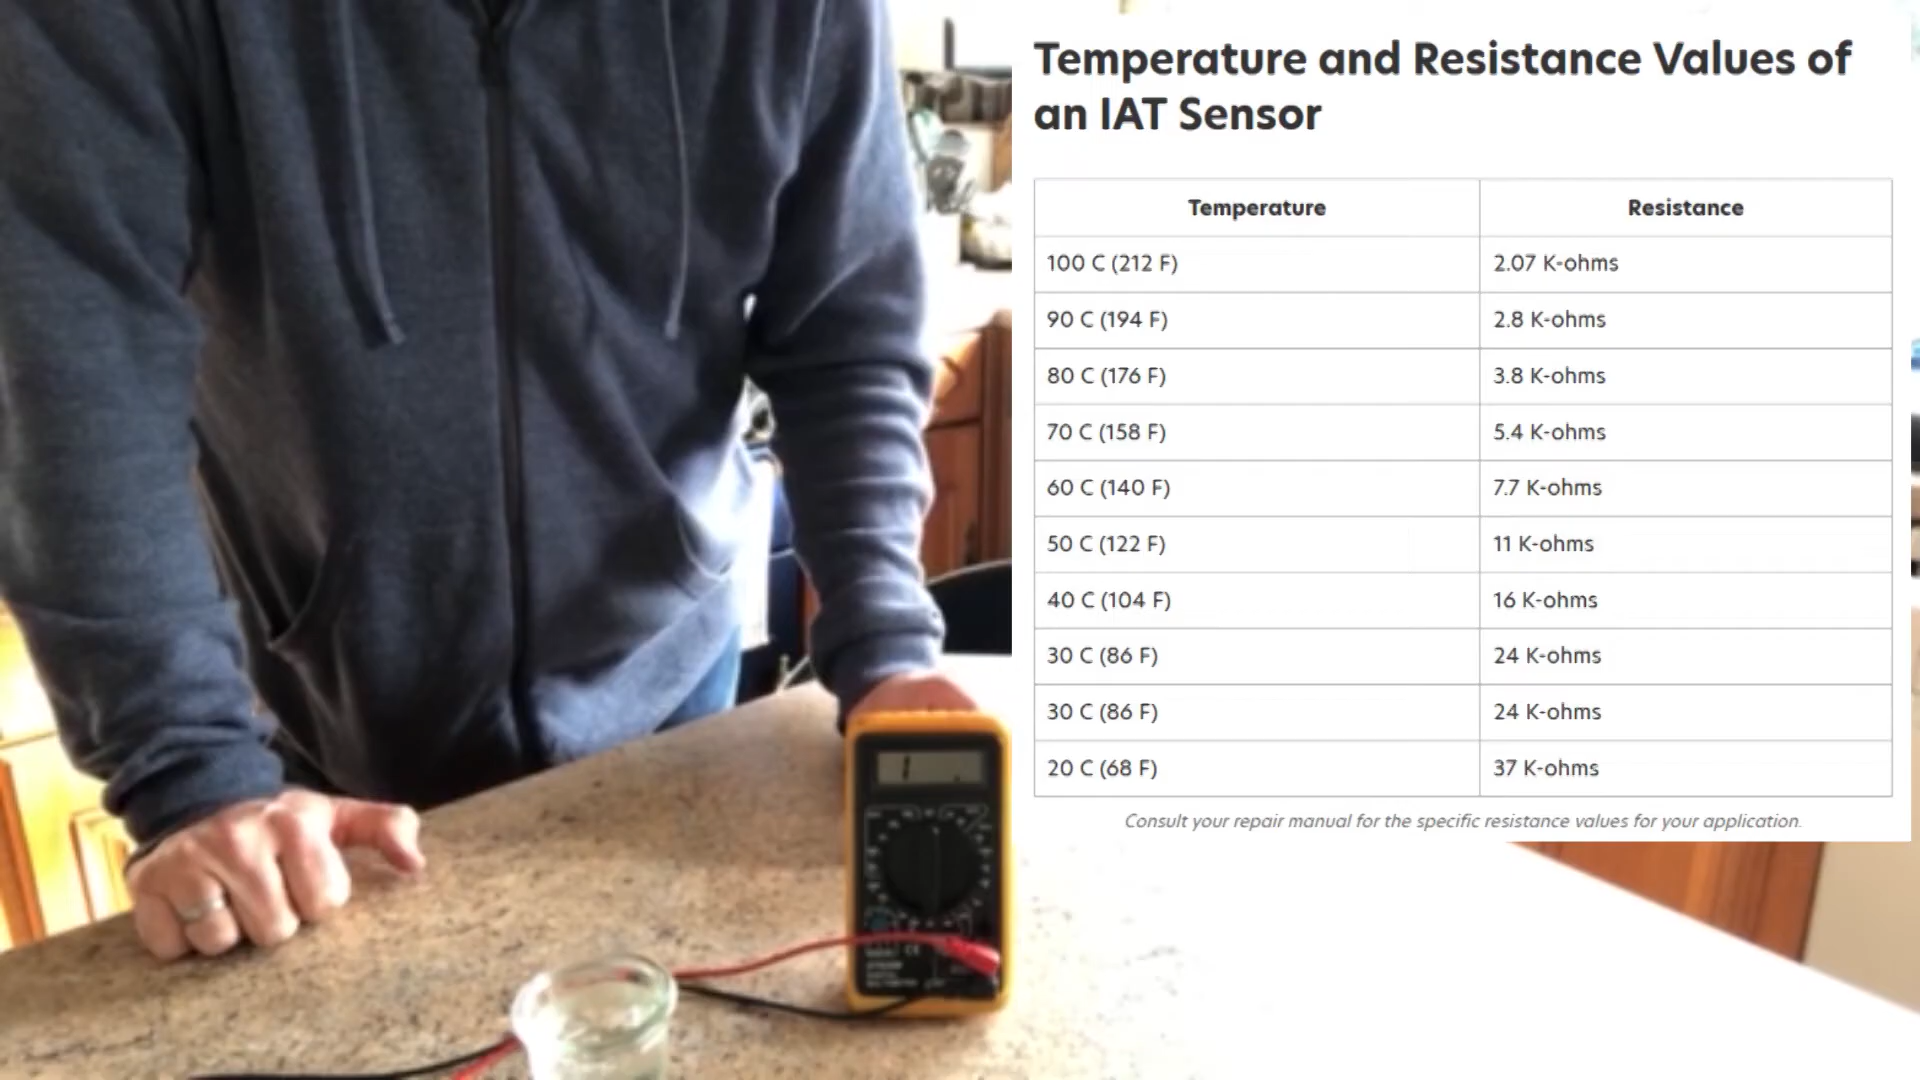 Temperature and Resistance Values of
an IAT Sensor
Temperature Resistance
100 C (212 F) 2.07 K-ohms
90 C (194 F) 2.8 K-ohms
80 C (176 F) 3.8 K-ohms
70 C (158 F) 5.4 K-ohms
60 C (140 F) 7.7 K-ohms
50 C (122 F) 11 K-ohms
40 C (104 F) 16 K-ohms
30 C (86 F) 24 K-ohms
30 C (86 F) 24 K-ohms
20 C (68 F) 37 K-ohms
Consult your repair manual for the specific resistance values for your application.
1 .
CE